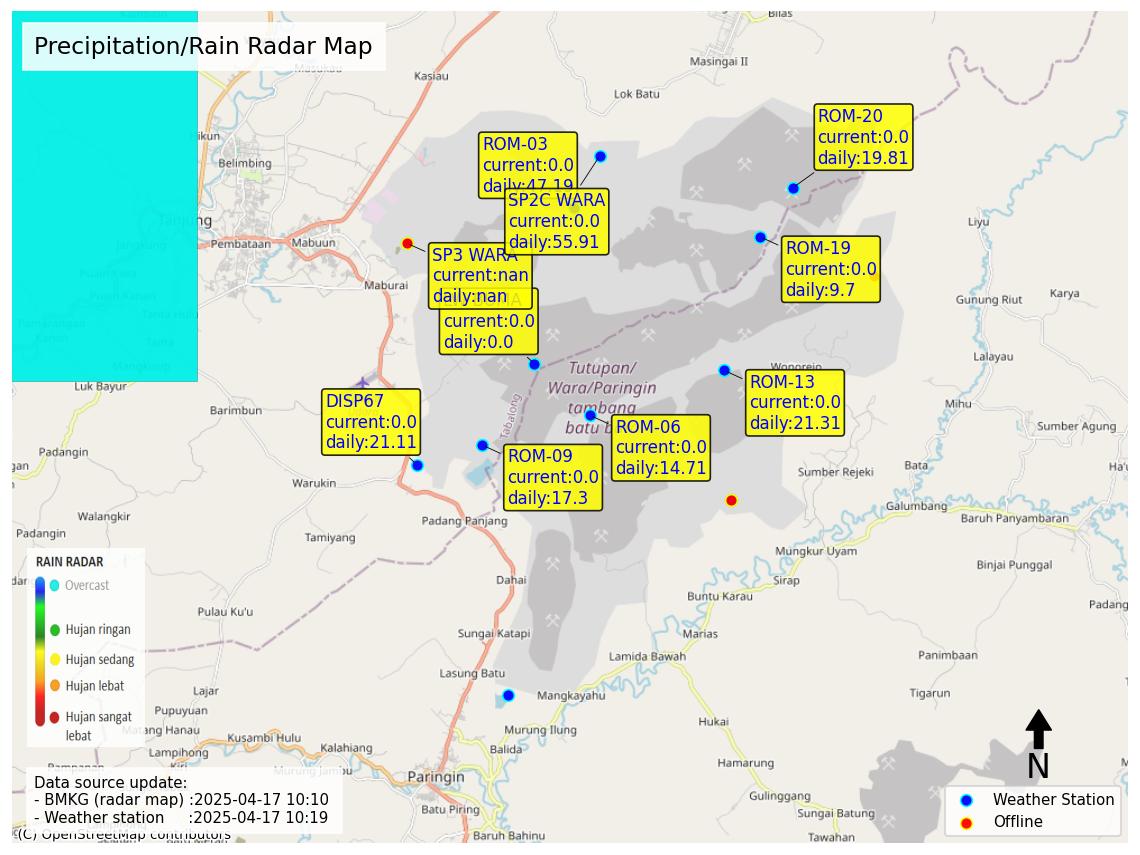 Precipitation/Rain Radar Map
Bilas
Masingai II
Kasiau
Lok Batu
Belimbing
Tanjung
Pembataan
Mabuun
Maburai
ROM-03
current:0.0
daily:47.19
SP2C WARA
current:0.0
daily:55.91
ROM-20
current:0.0
daily:19.81
SP3 WARA
current:nan
daily:nan
current:0.0
daily:0.0
ROM-19
current:0.0
daily:9.7
Liyu
Gunung Riut
Karya
Lalayau
Wonorejo
Mihu
Sumber Agung
Luk Bayur
Barimbun
Tutupan/
Wara/Paringin
tambang
batu b
Tabalong
DISP67
current:0.0
daily:21.11
ROM-13
current:0.0
daily:21.31
ROM-06
current:0.0
daily:14.71
ROM-09
current:0.0
daily:17.3
Padangin
Warukin
Sumber Rejeki
Bata
Galumbang
Baruh Panyambaran
Walangkir
Padangin
Tamiyang
Padang Panjang
Mungkur Uyam
Binjai Punggal
Sirap
Dahai
Buntu Karau
Padang
Pulau Ku'u
Sungai Katapi
Marias
Lamida Bawah
Panimbaan
Lasung Batu
Tigarun
Lajar
Pupuyuan
Matang Hanau
Mangkayahu
Murung Ilung
Hukai
Lampihong
Kusambi Hulu
Kalahiang
Balida
Hamarung
Murung Jambu
Paringin
Gulinggang
Batu Piring
Sungai Batung
Baruh Bahinu
Tawahan
RAIN RADAR
Overcast
Hujan ringan
Hujan sedang
Hujan lebat
Hujan sangat
lebat
Data source update:
- BMKG (radar map) :2025-04-17 10:10
- Weather station :2025-04-17 10:19
(C) OpenStreetMap contributors
N
Weather Station
Offline